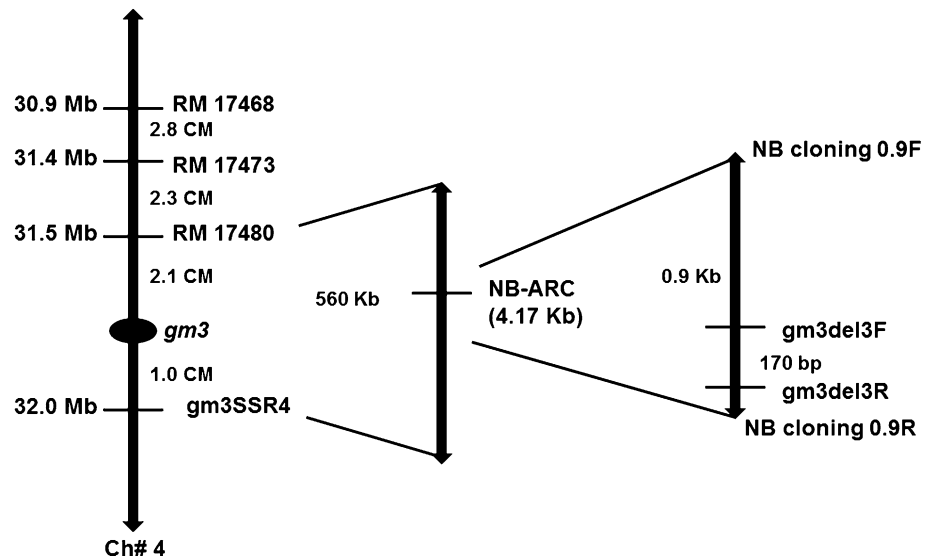 30.9 Mb RM 17468
2.8 CM
31.4 Mb RM 17473
2.3 CM
31.5 Mb RM 17480
2.1 CM
gm3
1.0 CM
32.0 Mb gm3SSR4
Ch# 4
560 Kb
NB-ARC
(4.17 Kb)
NB cloning 0.9F
0.9 Kb
gm3del3F
170 bp
gm3del3R
NB cloning 0.9R